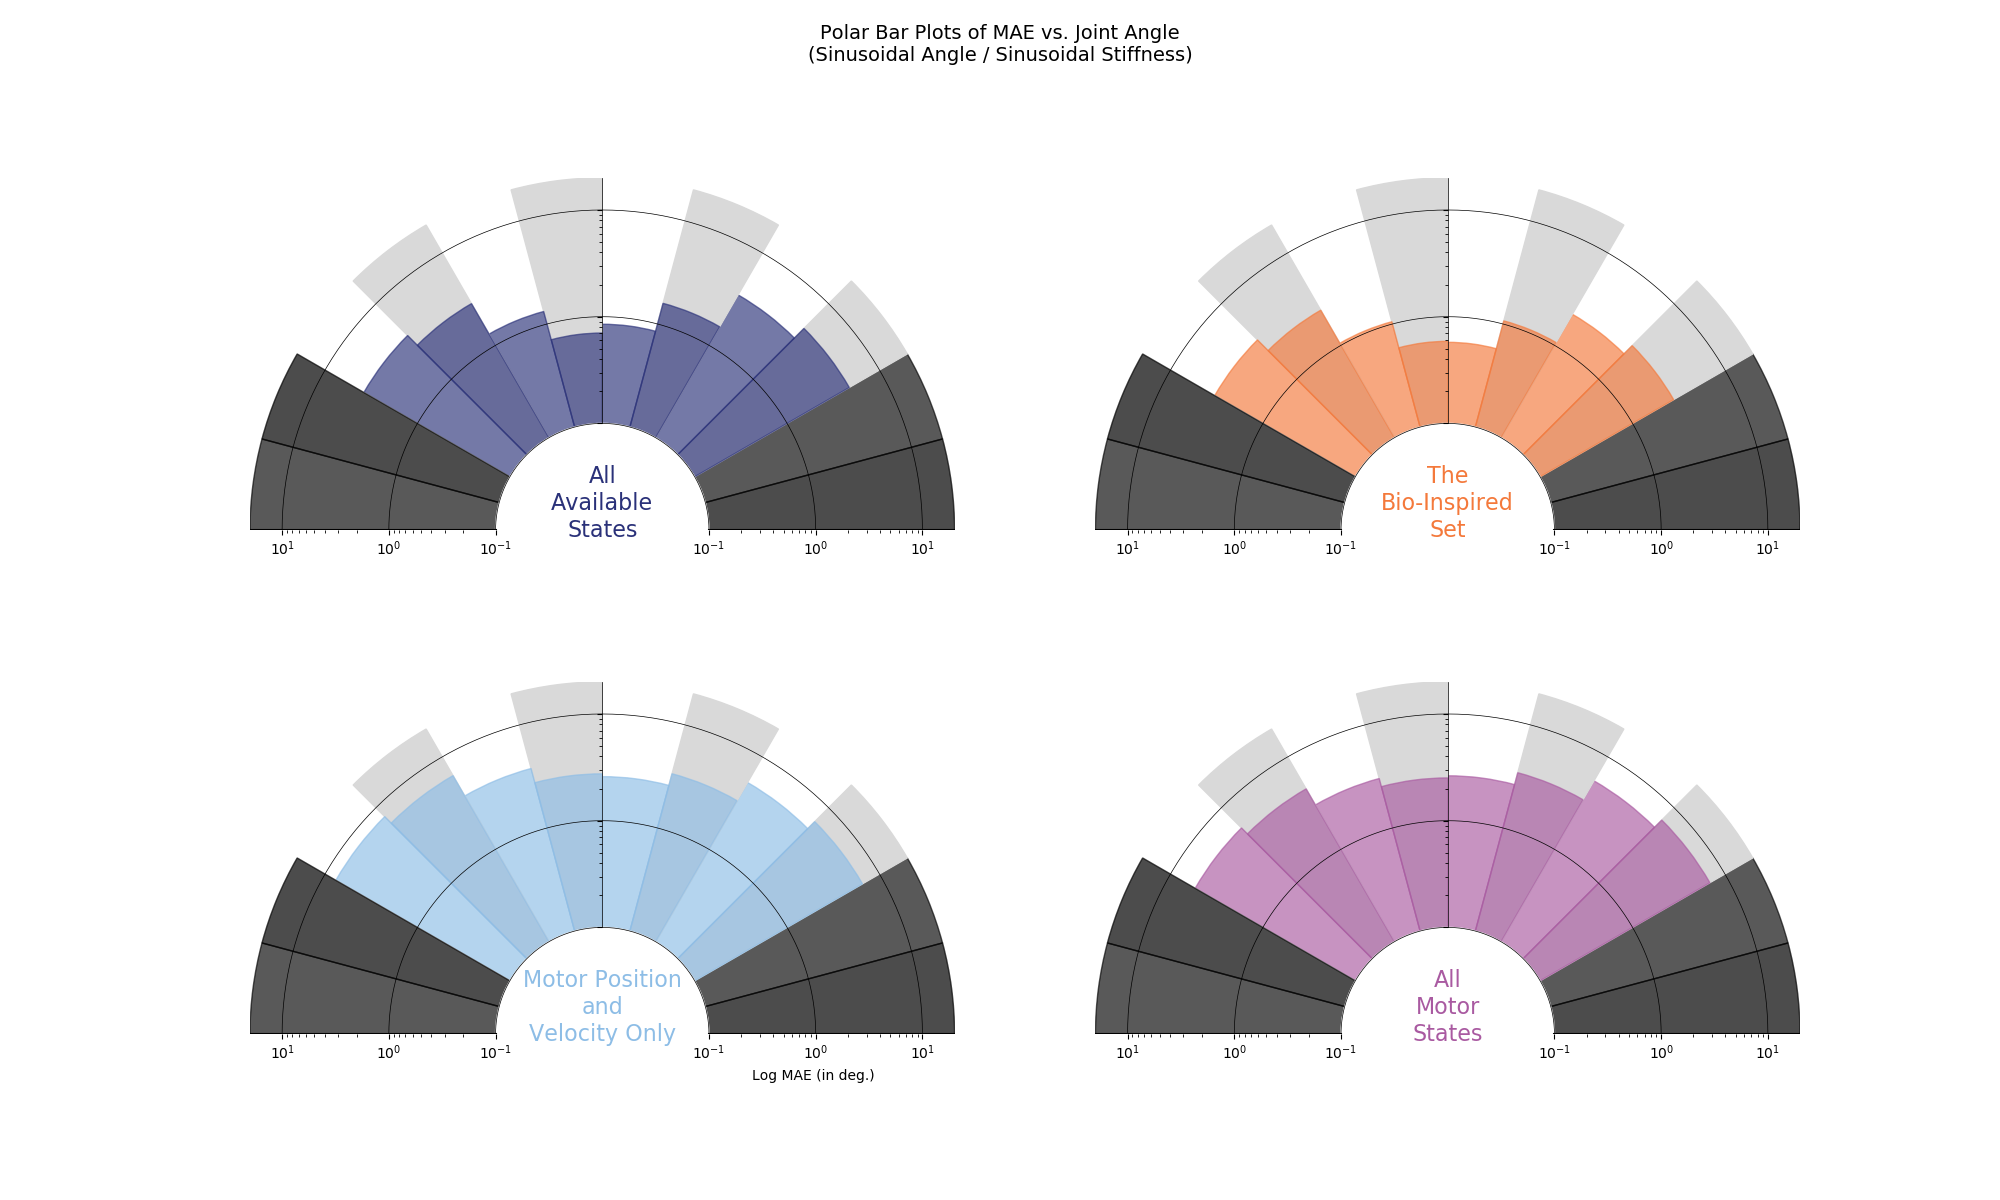 Polar Bar Plots of MAE vs. Joint Angle
(Sinusoidal Angle / Sinusoidal Stiffness)
All
Available
States
10¹ 10⁰ 10⁻¹ 10⁻¹ 10⁰ 10¹
The
Bio-Inspired
Set
10¹ 10⁰ 10⁻¹ 10⁻¹ 10⁰ 10¹
Motor Position
and
Velocity Only
10¹ 10⁰ 10⁻¹ 10⁻¹ 10⁰ 10¹
Log MAE (in deg.)
All
Motor
States
10¹ 10⁰ 10⁻¹ 10⁻¹ 10⁰ 10¹